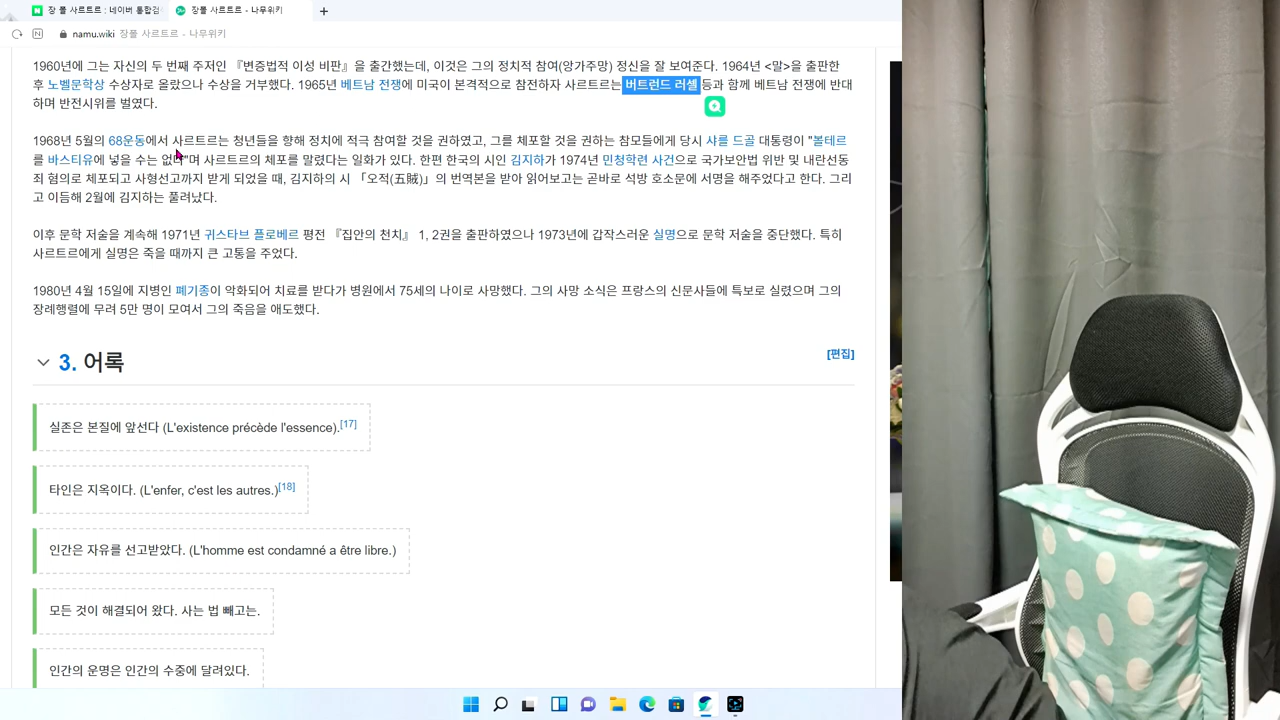 장 폴 사르트르 : 네이버 통합검
장 폴 사르트르 - 나무위키
namu.wiki 장 폴 사르트르 - 나무위키
1960년에 그는 자신의 두 번째 주저인 『변증법적 이성 비판』을 출간했는데, 이것은 그의 정치적 참여(앙가주망) 정신을 잘 보여준다. 1964년 <말>을 출판한
후 노벨문학상 수상자로 올랐으나 수상을 거부했다. 1965년 베트남 전쟁에 미국이 본격적으로 참전하자 사르트르는 버트런드 러셀 등과 함께 베트남 전쟁에 반대
하며 반전시위를 벌였다.
1968년 5월의 68운동에서 사르트르는 청년들을 향해 정치에 적극 참여할 것을 권하였고, 그를 체포할 것을 권하는 참모들에게 당시 샤를 드골 대통령이 "볼테르
를 바스티유에 넣을 수는 없다"며 사르트르의 체포를 말렸다는 일화가 있다. 한편 한국의 시인 김지하가 1974년 민청학련 사건으로 국가보안법 위반 및 내란선동
죄 혐의로 체포되고 사형선고까지 받게 되었을 때, 김지하의 시 「오적(五賊)」의 번역본을 받아 읽어보고는 곧바로 석방 호소문에 서명을 해주었다고 한다. 그리
고 이듬해 2월에 김지하는 풀려났다.
이후 문학 저술을 계속해 1971년 귀스타브 플로베르 평전 『집안의 천치』 1, 2권을 출판하였으나 1973년에 갑작스러운 실명으로 문학 저술을 중단했다. 특히
사르트르에게 실명은 죽을 때까지 큰 고통을 주었다.
1980년 4월 15일에 지병인 폐기종이 악화되어 치료를 받다가 병원에서 75세의 나이로 사망했다. 그의 사망 소식은 프랑스의 신문사들에 특보로 실렸으며 그의
장례행렬에 무려 5만 명이 모여서 그의 죽음을 애도했다.
3. 어록 [편집]
실존은 본질에 앞선다 (L'existence précède l'essence).[17]
타인은 지옥이다. (L'enfer, c'est les autres.)[18]
인간은 자유를 선고받았다. (L'homme est condamné a être libre.)
모든 것이 해결되어 왔다. 사는 법 빼고는.
인간의 운명은 인간의 수중에 달려있다.